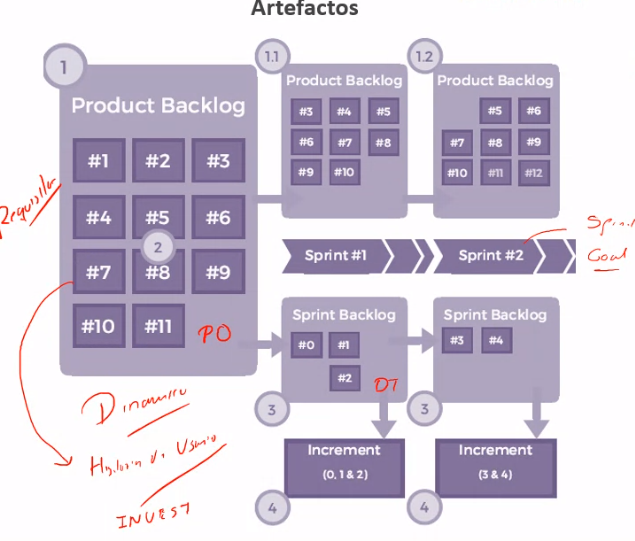 Artefactos
1
Product Backlog
#1 #2 #3
#4 #5 #6
2
#7 #8 #9
#10 #11
PO
1.1
Product Backlog
#3 #4 #5
#6 #7 #8
#9 #10
1.2
Product Backlog
#5 #6
#7 #8 #9
#10 #11 #12
Sprint #1
Sprint #2
Sprint
Goal
Sprint Backlog
#0 #1
#2
DT
3
Sprint Backlog
#3 #4
3
Increment
(0, 1 & 2)
4
Increment
(3 & 4)
4
Dinamico
Usuario
INVEST